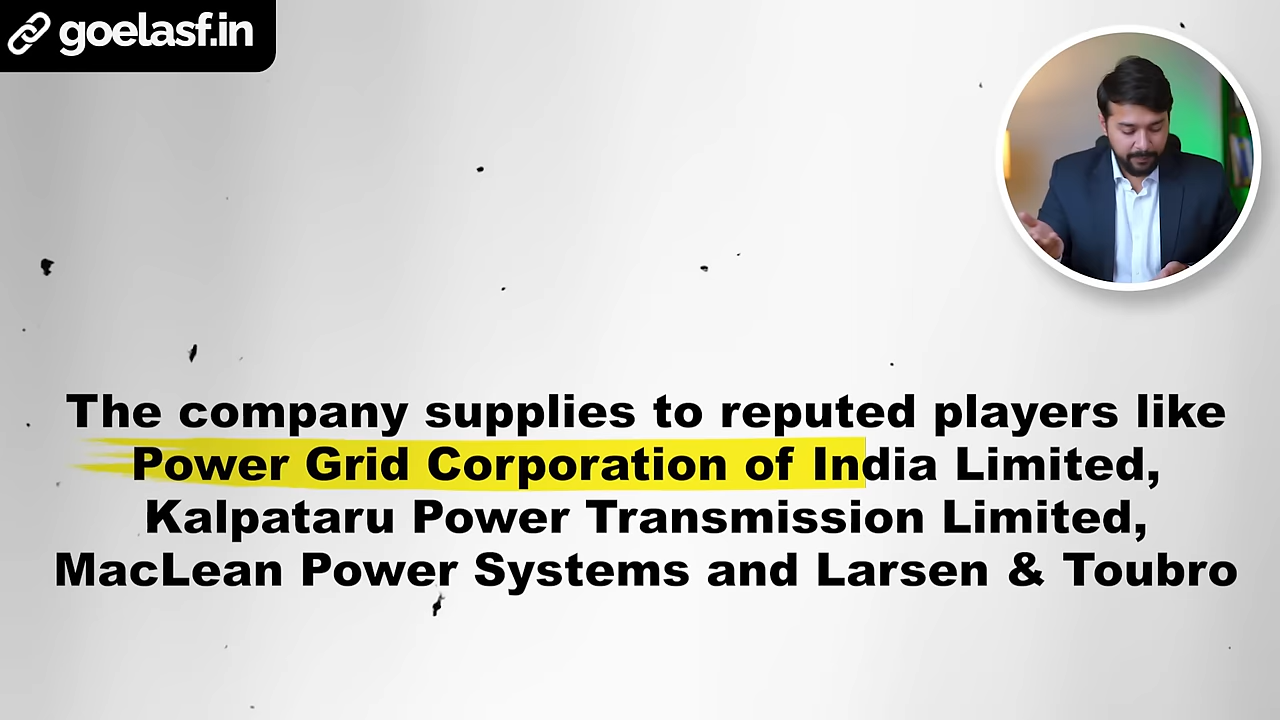 goelasf.in
The company supplies to reputed players like
Power Grid Corporation of India Limited,
Kalpataru Power Transmission Limited,
MacLean Power Systems and Larsen & Toubro